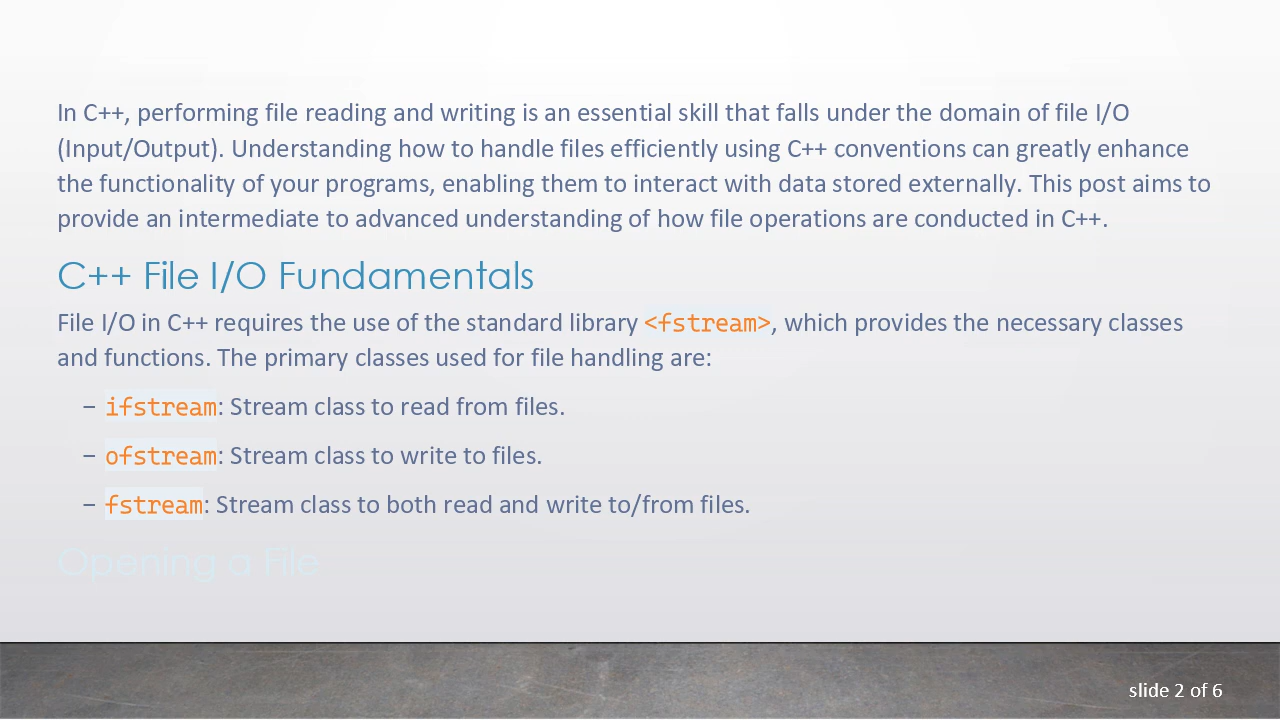 In C++, performing file reading and writing is an essential skill that falls under the domain of file I/O
(Input/Output). Understanding how to handle files efficiently using C++ conventions can greatly enhance
the functionality of your programs, enabling them to interact with data stored externally. This post aims to
provide an intermediate to advanced understanding of how file operations are conducted in C++.
C++ File I/O Fundamentals
File I/O in C++ requires the use of the standard library <fstream>, which provides the necessary classes
and functions. The primary classes used for file handling are:
– ifstream: Stream class to read from files.
– ofstream: Stream class to write to files.
– fstream: Stream class to both read and write to/from files.
Opening a File
slide 2 of 6